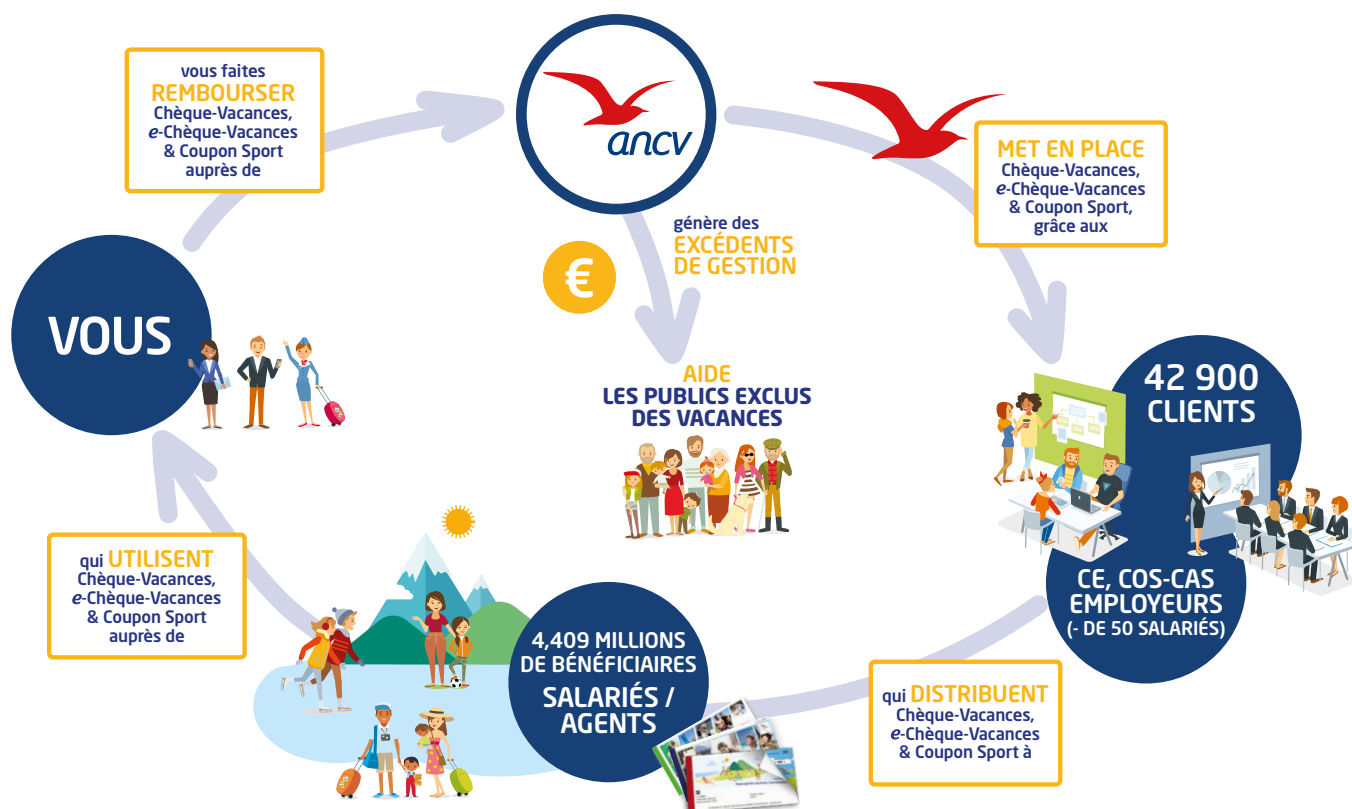 ancv
MET EN PLACE
Chèque-Vacances,
e-Chèque-Vacances
& Coupon Sport,
grâce aux
42 900
CLIENTS
CE, COS-CAS
EMPLOYEURS
(- DE 50 SALARIÉS)
qui DISTRIBUENT
Chèque-Vacances,
e-Chèque-Vacances
& Coupon Sport à
4,409 MILLIONS
DE BÉNÉFICIAIRES
SALARIÉS /
AGENTS
qui UTILISENT
Chèque-Vacances,
e-Chèque-Vacances
& Coupon Sport
auprès de
VOUS
vous faites
REMBOURSER
Chèque-Vacances,
e-Chèque-Vacances
& Coupon Sport
auprès de
génère des
EXCÉDENTS
DE GESTION
€
AIDE
LES PUBLICS EXCLUS
DES VACANCES